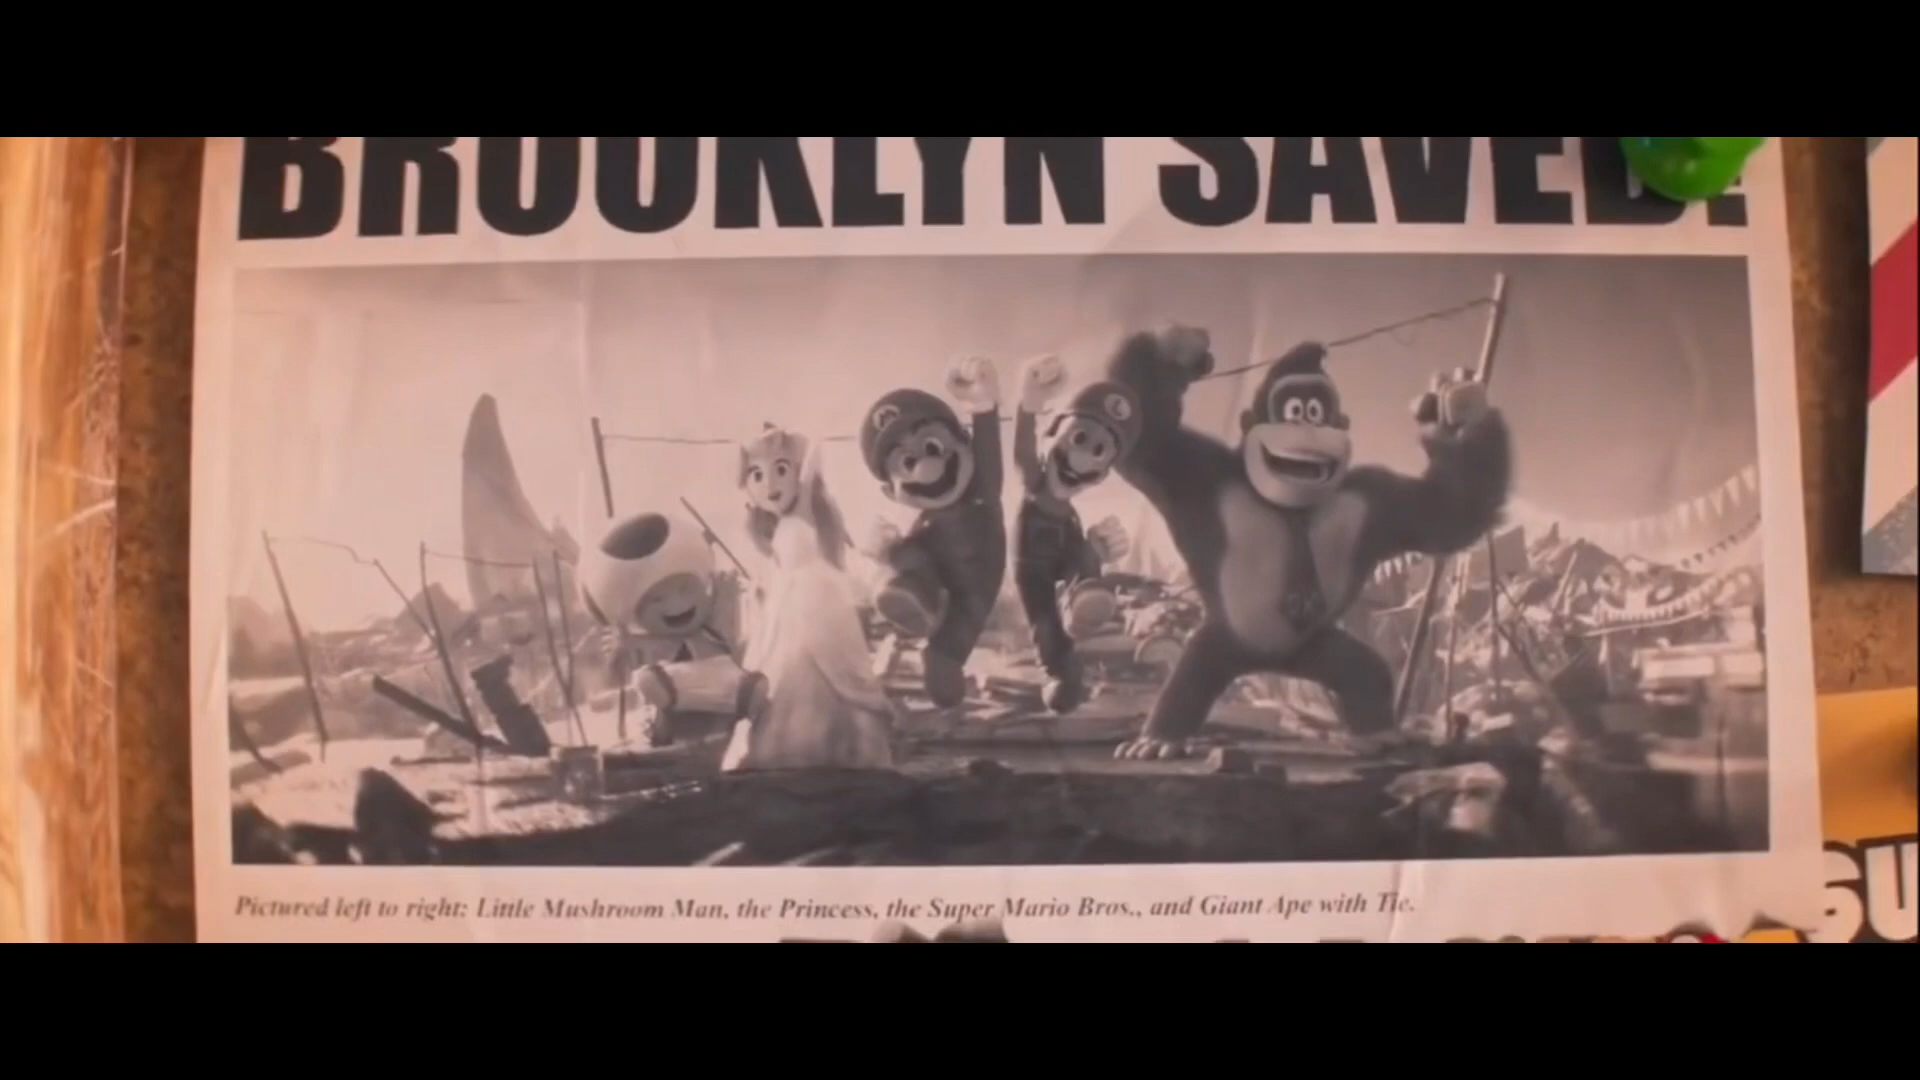 BROOKLYN SAVED!
Pictured left to right: Little Mushroom Man, the Princess, the Super Mario Bros., and Giant Ape with Tie.
SU